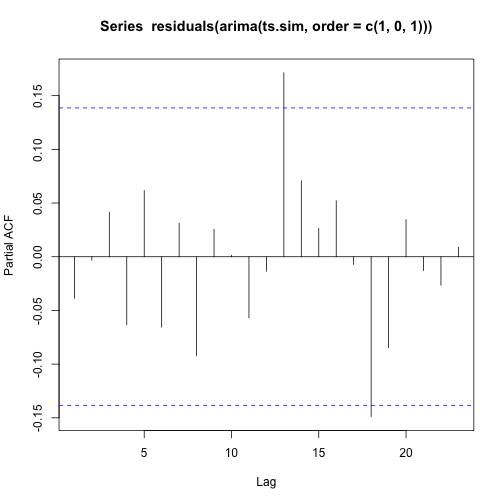 Series residuals(arima(ts.sim, order = c(1, 0, 1)))
Partial ACF
0.15
0.10
0.05
0.00
-0.05
-0.10
-0.15
5 10 15 20
Lag